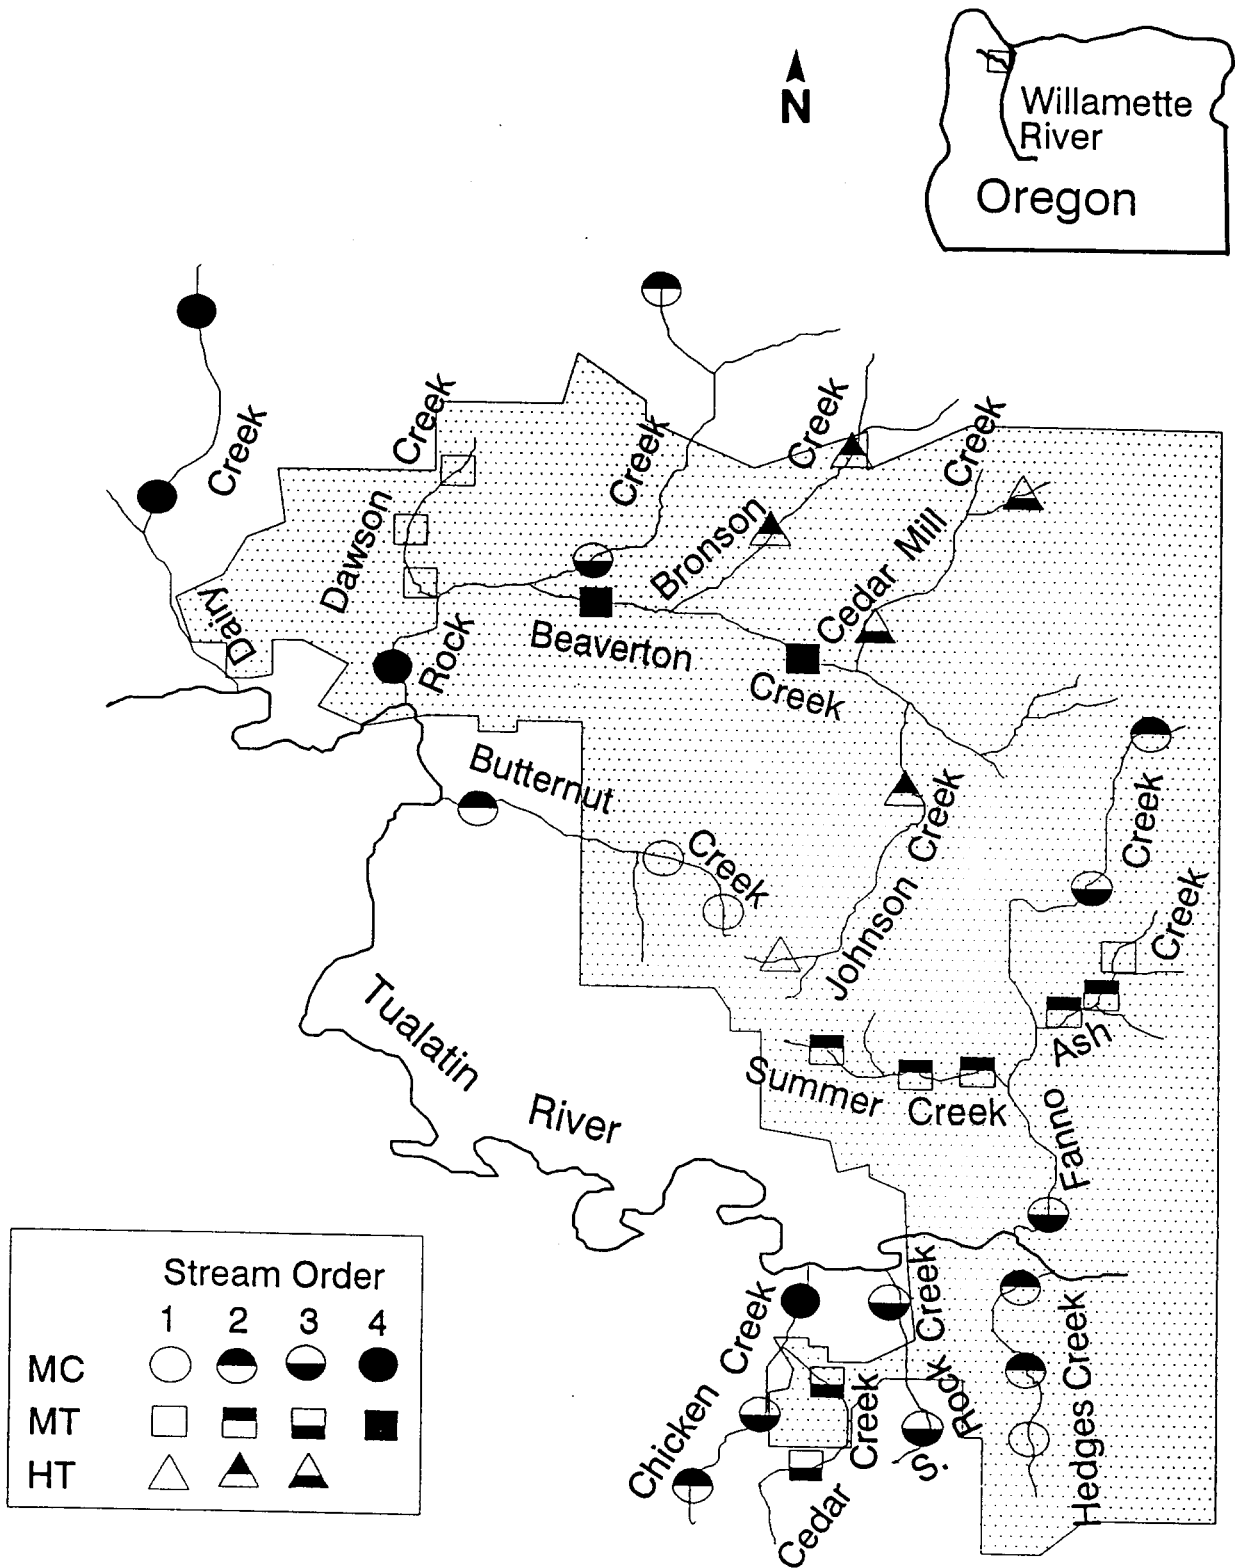 N
Willamette
River
Oregon
Creek
Creek
Dawson
Creek
Creek
Bronson
Creek
Cedar Mill
Dairy
Rock
Beaverton
Creek
Butternut
Creek
Johnson Creek
Creek
Creek
Ash
Tualatin
River
Summer
Creek
Fanno
Chicken Creek
Cedar
Creek
S. Rock Creek
Hedges Creek
Stream Order
1 2 3 4
MC
MT
HT